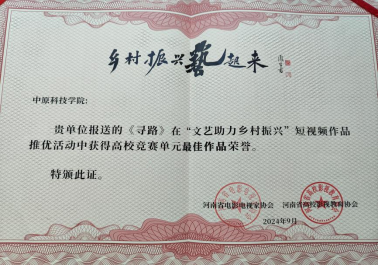 乡村振兴藝起来
中原科技学院:
贵单位报送的《寻路》在“文艺助力乡村振兴”短视频作品
推优活动中获得高校竞赛单元最佳作品荣誉。
特颁此证。
河南省电影电视家协会 河南省高校影视教育协会
2024年9月